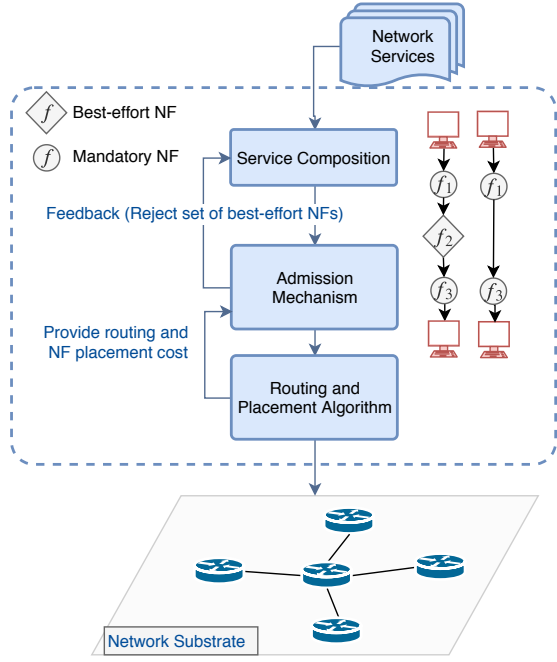 Network
Services
f Best-effort NF
f Mandatory NF
Service Composition
Feedback (Reject set of best-effort NFs)
Admission
Mechanism
Provide routing and
NF placement cost
Routing and
Placement Algorithm
f1
f2
f3
f1
f3
Network Substrate